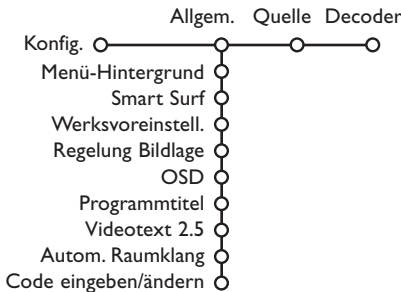 Allgem. Quelle Decoder
Konfig.
Menü-Hintergrund
Smart Surf
Werksvoreinstell.
Regelung Bildlage
OSD
Programmtitel
Videotext 2.5
Autom. Raumklang
Code eingeben/ändern